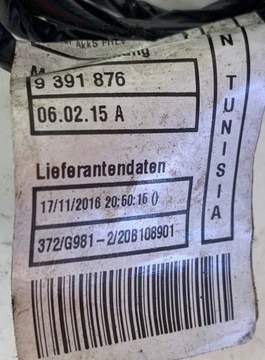 9 391 876
06.02.15 A
Lieferantendaten
17/11/2016 20:50:16 ()
372/G981-2/20B108901
N TUNISIA